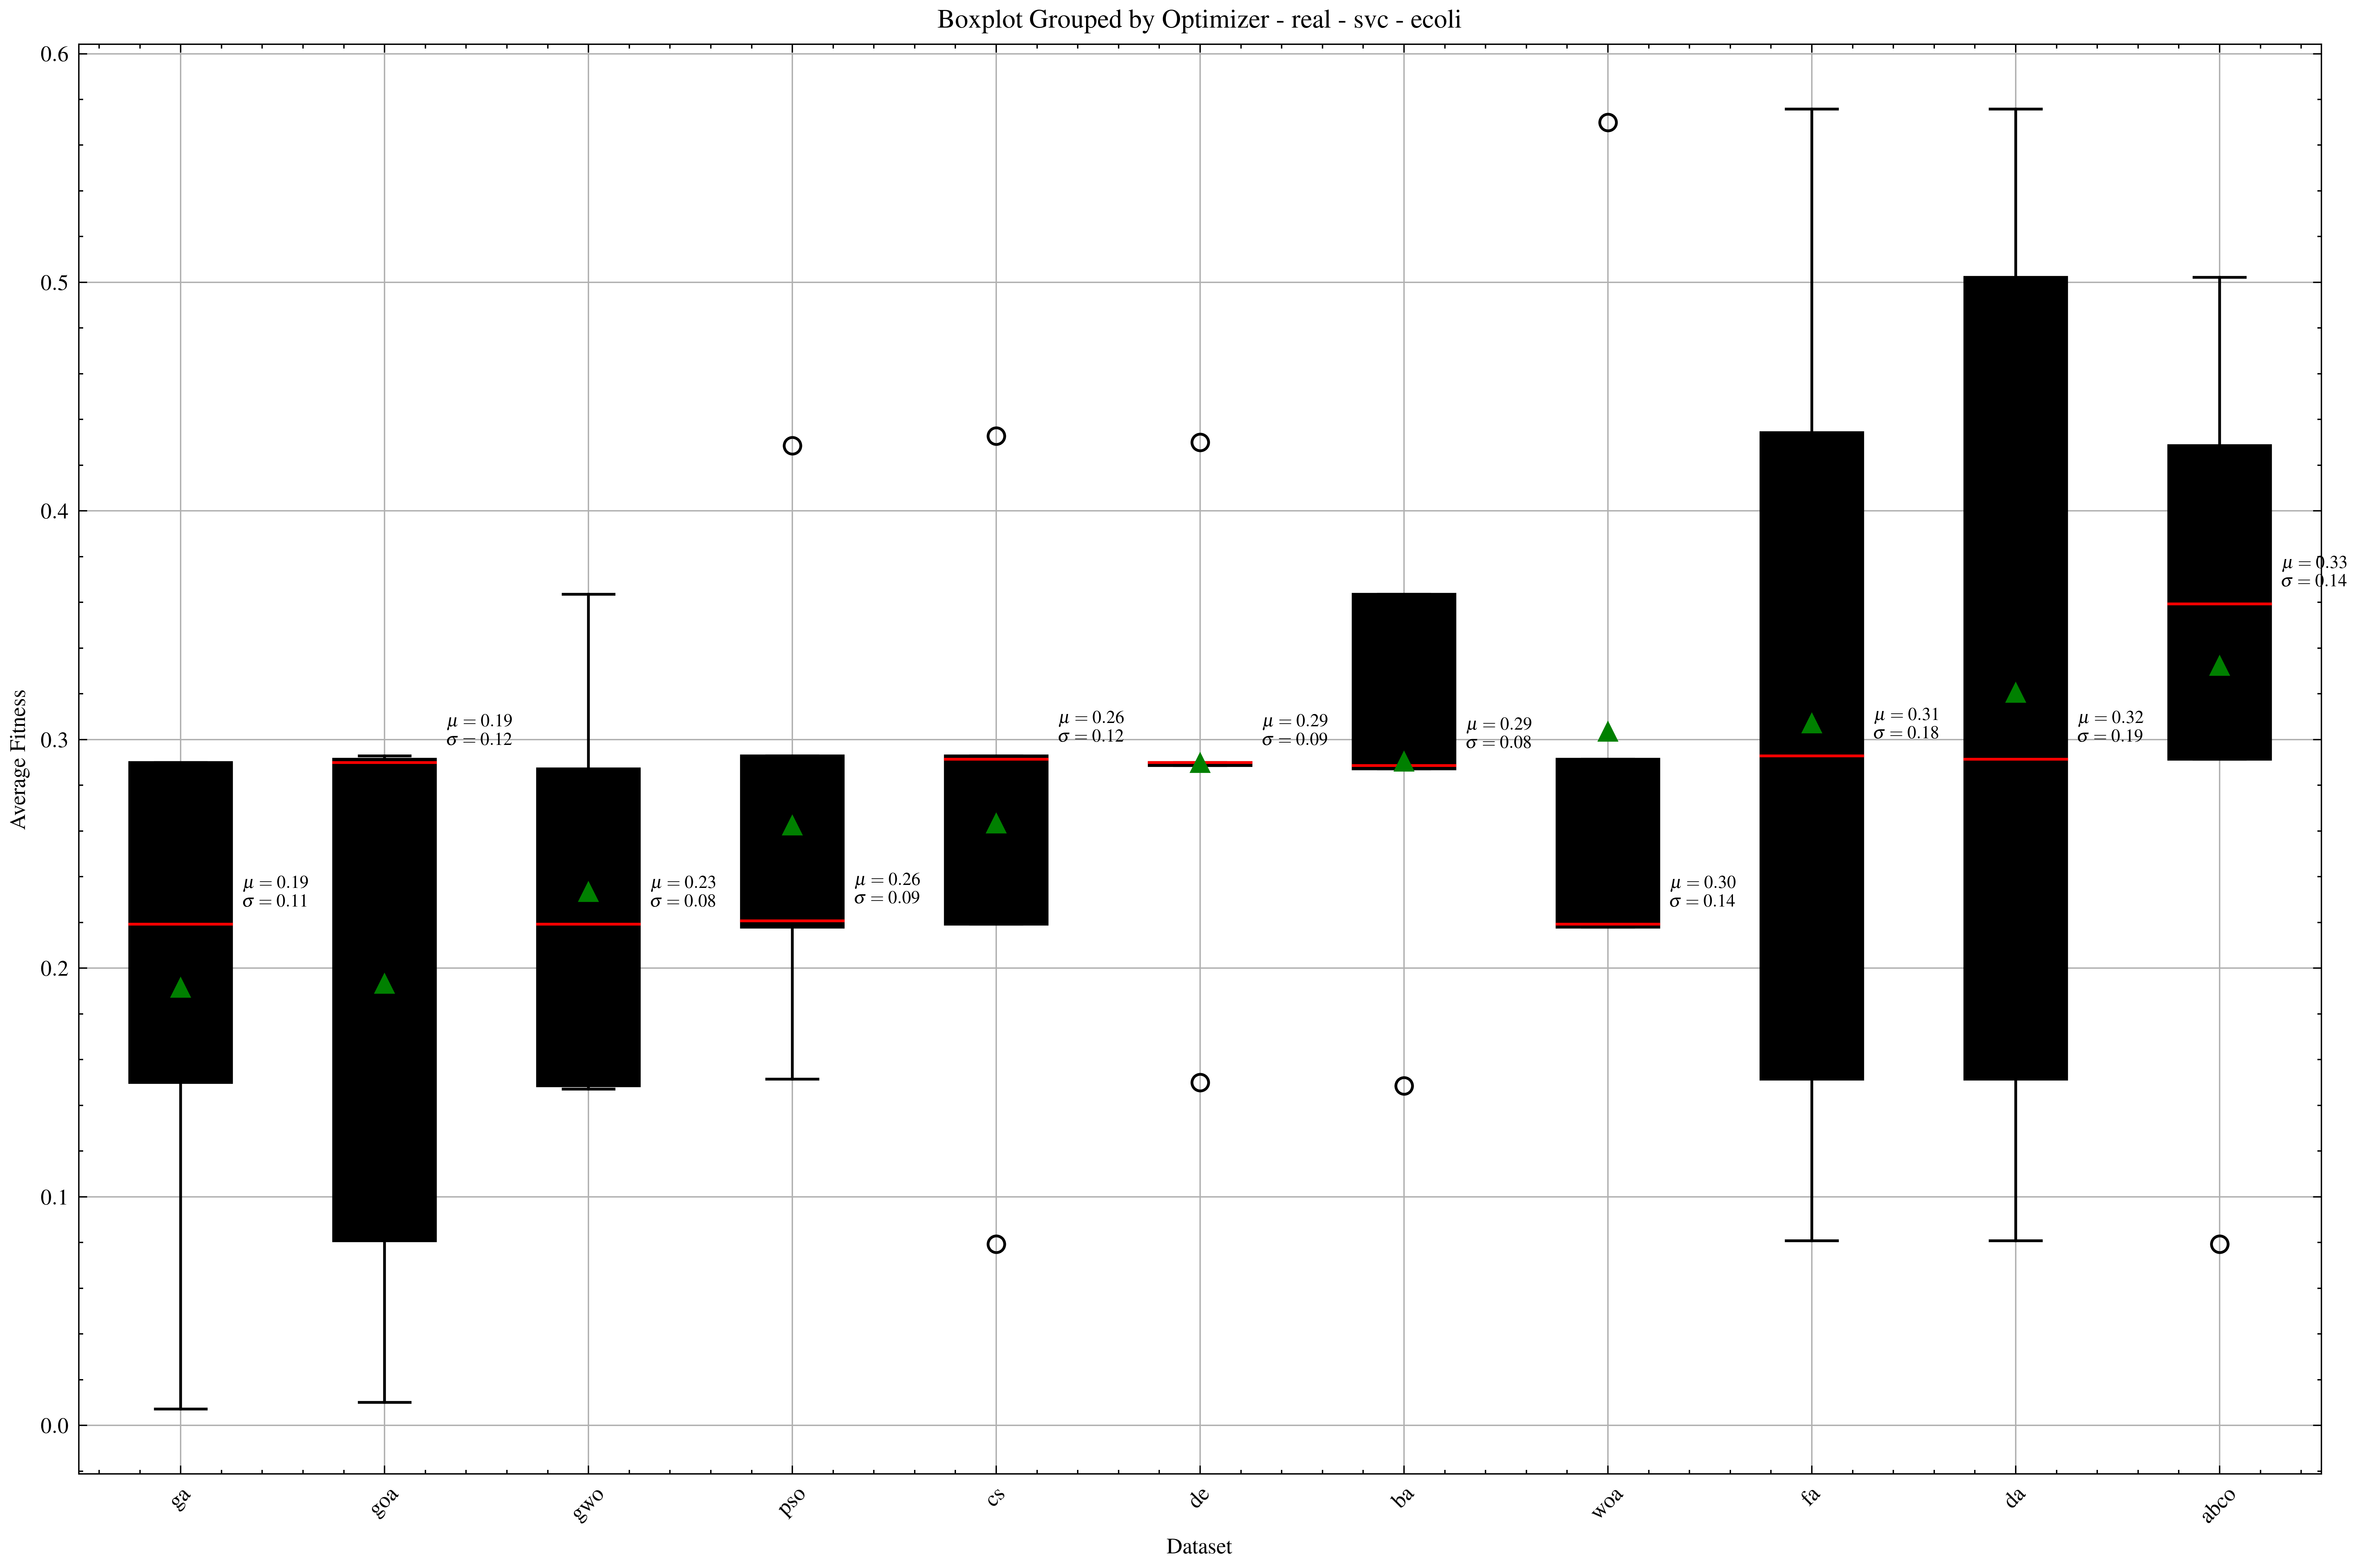 Boxplot Grouped by Optimizer - real - svc - ecoli
0.6
0.5
0.4
0.3
0.2
0.1
0.0
Average Fitness
μ = 0.19
σ = 0.11
μ = 0.19
σ = 0.12
μ = 0.23
σ = 0.08
μ = 0.26
σ = 0.09
μ = 0.26
σ = 0.12
μ = 0.29
σ = 0.09
μ = 0.29
σ = 0.08
μ = 0.30
σ = 0.14
μ = 0.31
σ = 0.18
μ = 0.32
σ = 0.19
μ = 0.33
σ = 0.14
ga
goa
gwo
pso
cs
de
ba
woa
fa
da
abco
Dataset